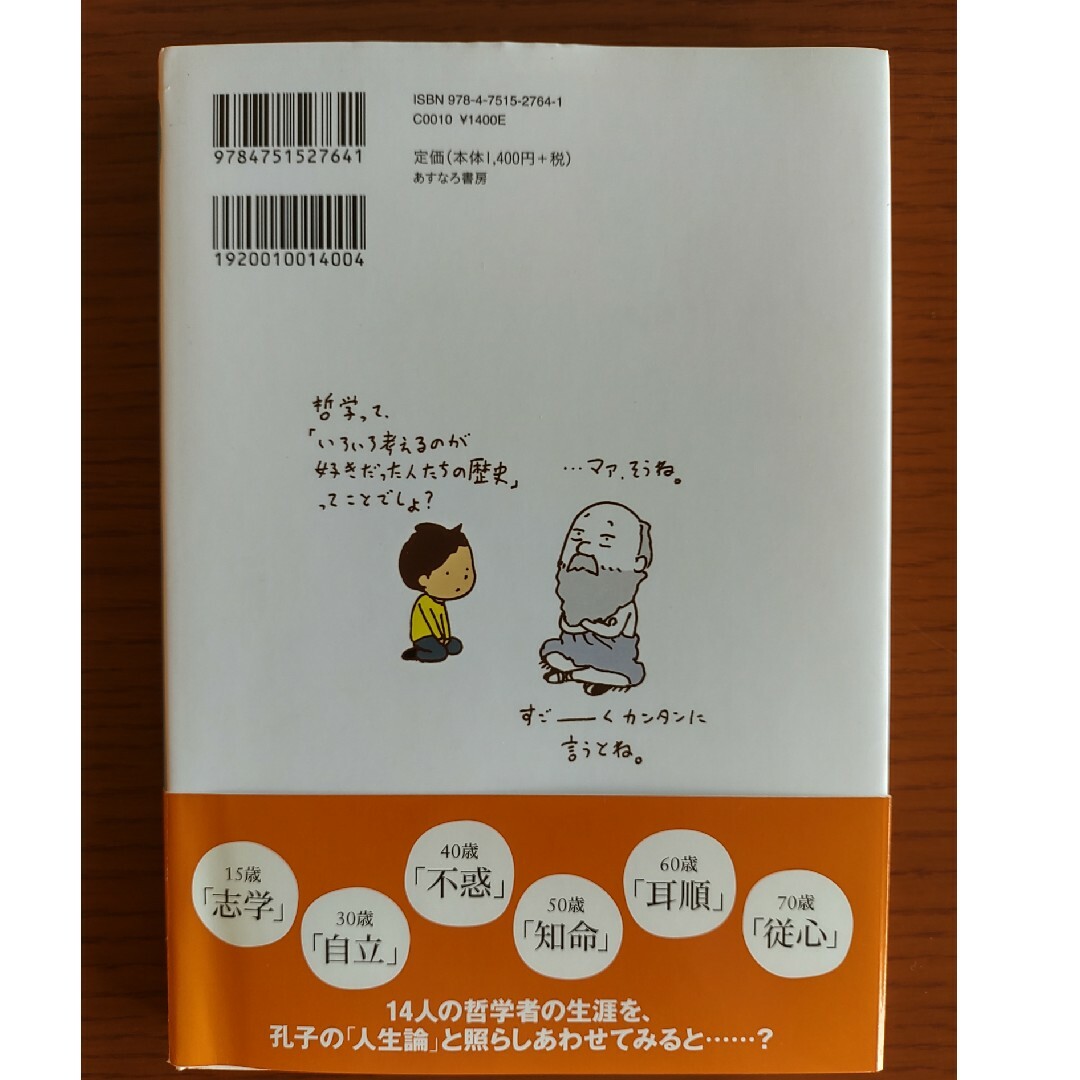 ISBN 978-4-7515-2764-1
C0010 ¥1400E
9784751527641
定価(本体1,400円+税)
あすなろ書房
1920010014004
哲学って、
「いろいろ考えるのが
好きだった人たちの歴史」
ってことでしょ?
…マァ、そうね。
すご――くカンタンに
言うとね。
15歳
「志学」
30歳
「自立」
40歳
「不惑」
50歳
「知命」
60歳
「耳順」
70歳
「従心」
14人の哲学者の生涯を、
孔子の「人生論」と照らしあわせてみると……?